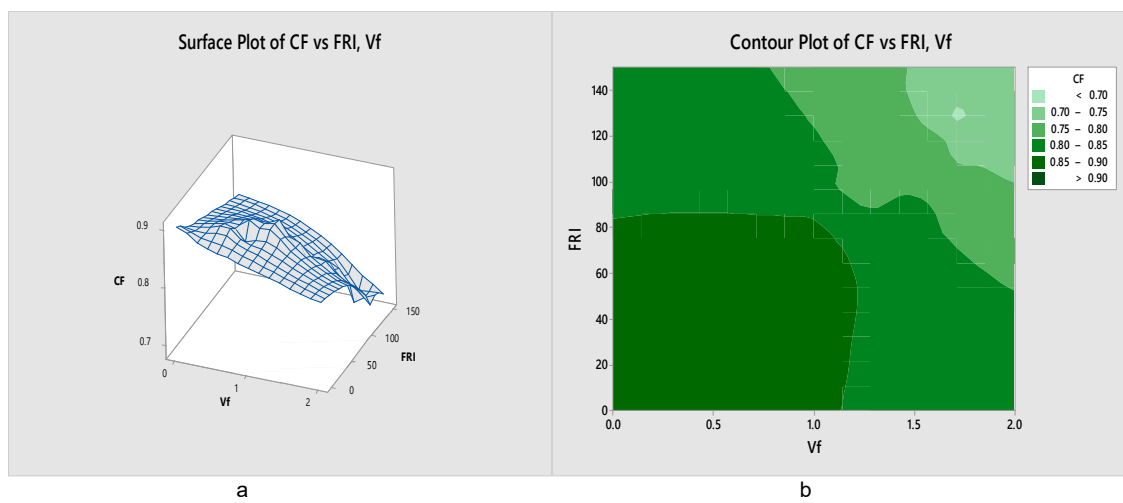 Surface Plot of CF vs FRI, Vf
0.9
CF
0.8
0.7
0
1
2
Vf
0
50
100
150
FRI
Contour Plot of CF vs FRI, Vf
140
120
100
80
60
40
20
0
FRI
0.0 0.5 1.0 1.5 2.0
Vf
CF
< 0.70
0.70 – 0.75
0.75 – 0.80
0.80 – 0.85
0.85 – 0.90
> 0.90
a
b